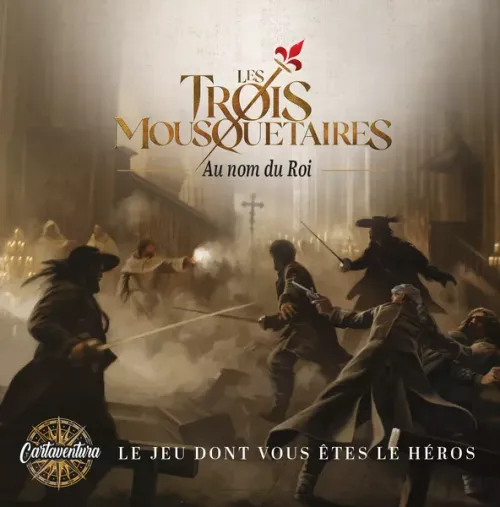 LES
TROIS
MOUSQUETAIRES
Au nom du Roi
Cartaventura
LE JEU DONT VOUS ÊTES LE HÉROS